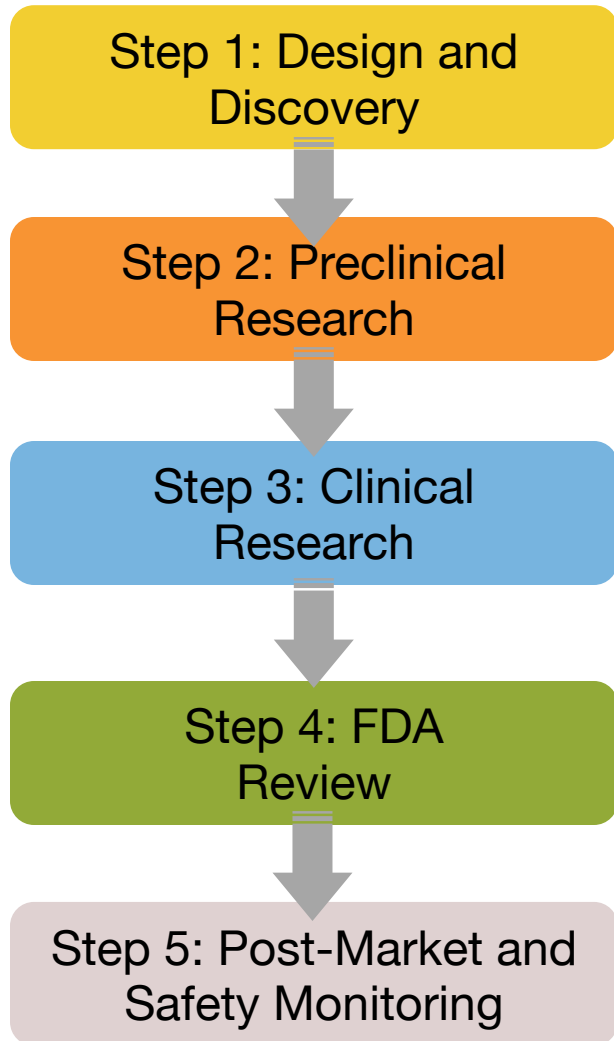 Step 1: Design and
Discovery
Step 2: Preclinical
Research
Step 3: Clinical
Research
Step 4: FDA
Review
Step 5: Post-Market and
Safety Monitoring